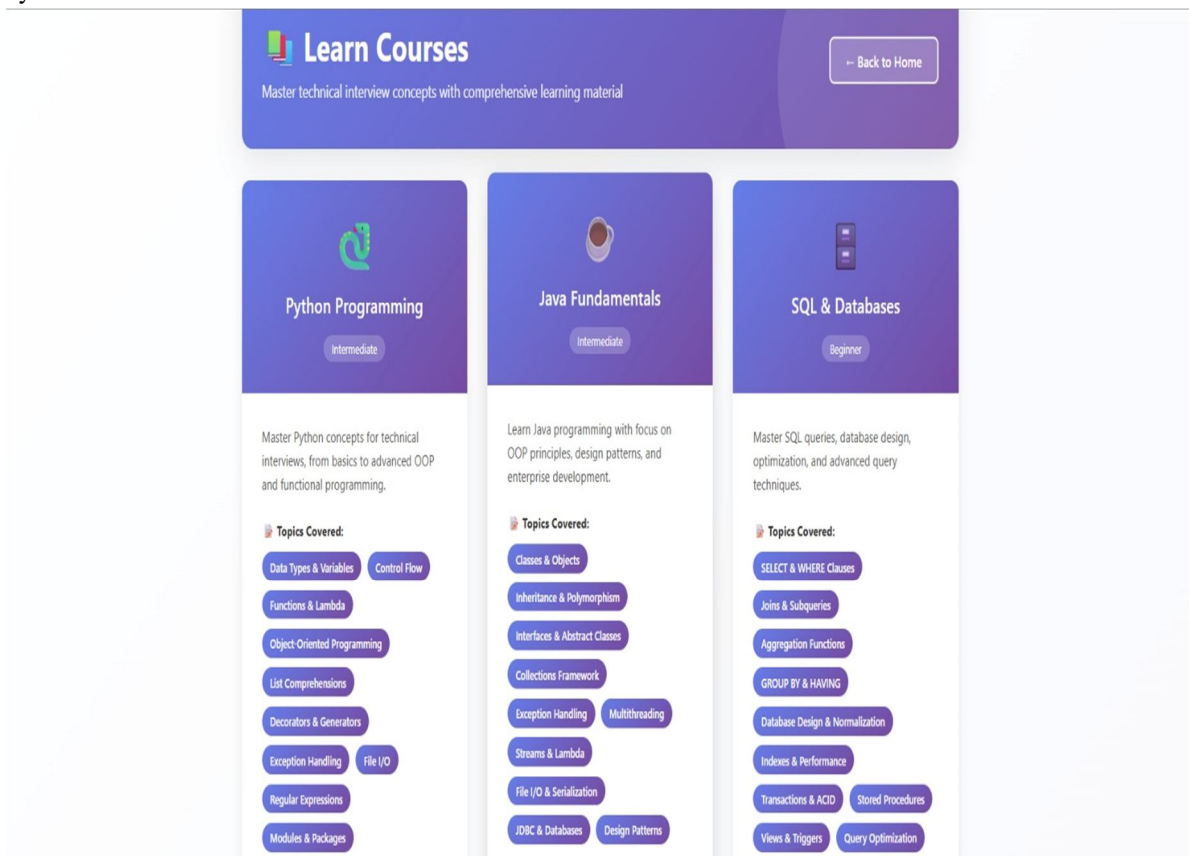 Learn Courses
← Back to Home
Master technical interview concepts with comprehensive learning material
Python Programming
Intermediate
Master Python concepts for technical
interviews, from basics to advanced OOP
and functional programming.
Topics Covered:
Data Types & Variables Control Flow
Functions & Lambda
Object-Oriented Programming
List Comprehensions
Decorators & Generators
Exception Handling File I/O
Regular Expressions
Modules & Packages
Java Fundamentals
Intermediate
Learn Java programming with focus on
OOP principles, design patterns, and
enterprise development.
Topics Covered:
Classes & Objects
Inheritance & Polymorphism
Interfaces & Abstract Classes
Collections Framework
Exception Handling Multithreading
Streams & Lambda
File I/O & Serialization
JDBC & Databases Design Patterns
SQL & Databases
Beginner
Master SQL queries, database design,
optimization, and advanced query
techniques.
Topics Covered:
SELECT & WHERE Clauses
Joins & Subqueries
Aggregation Functions
GROUP BY & HAVING
Database Design & Normalization
Indexes & Performance
Transactions & ACID Stored Procedures
Views & Triggers Query Optimization